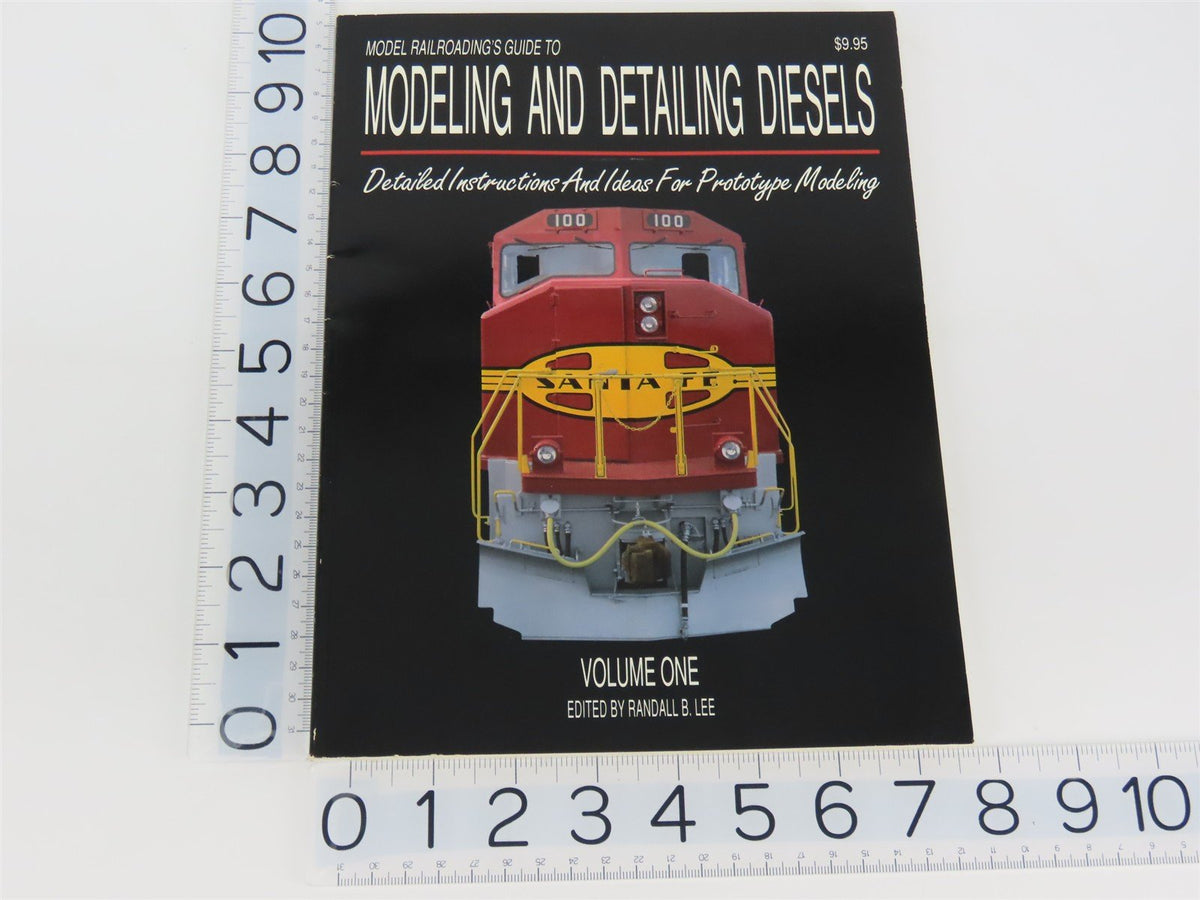 MODEL RAILROADING'S GUIDE TO
$9.95
MODELING AND DETAILING DIESELS
Detailed Instructions And Ideas For Prototype Modeling
100 100
SANTA FE
VOLUME ONE
EDITED BY RANDALL B. LEE
10
9
8
7
6
5
4
3
2
1
0
0 1 2 3 4 5 6 7 8 9 10